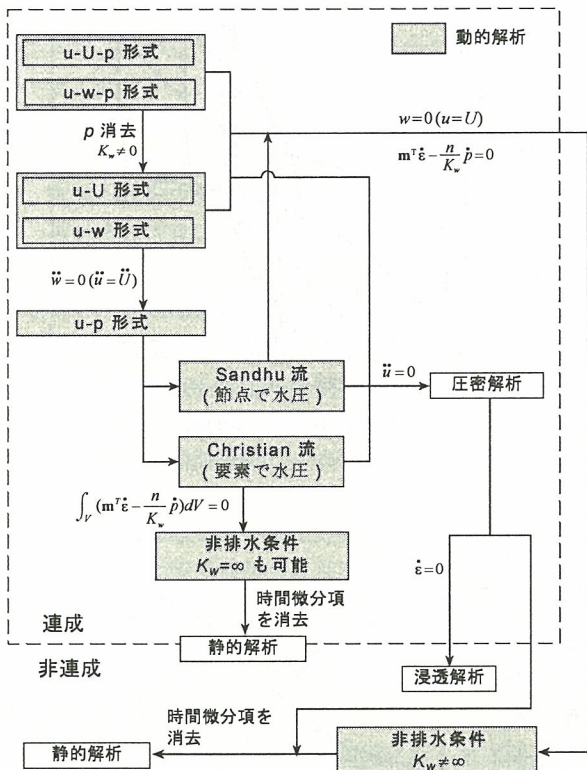 動的解析
u-U-p 形式
u-w-p 形式
p 消去
K_w≠0
w=0(u=U)
m^T ε̇ - n/K_w ṗ=0
u-U 形式
u-w 形式
ẅ=0(ü=Ü)
u-p 形式
Sandhu 流
(節点で水圧)
ü=0
圧密解析
Christian 流
(要素で水圧)
∫_V (m^T ε̇ - n/K_w ṗ)dV=0
非排水条件
K_w=∞ も可能
ε̇=0
時間微分項
を消去
連成
静的解析
非連成
浸透解析
時間微分項を
消去
静的解析
非排水条件
K_w≠∞